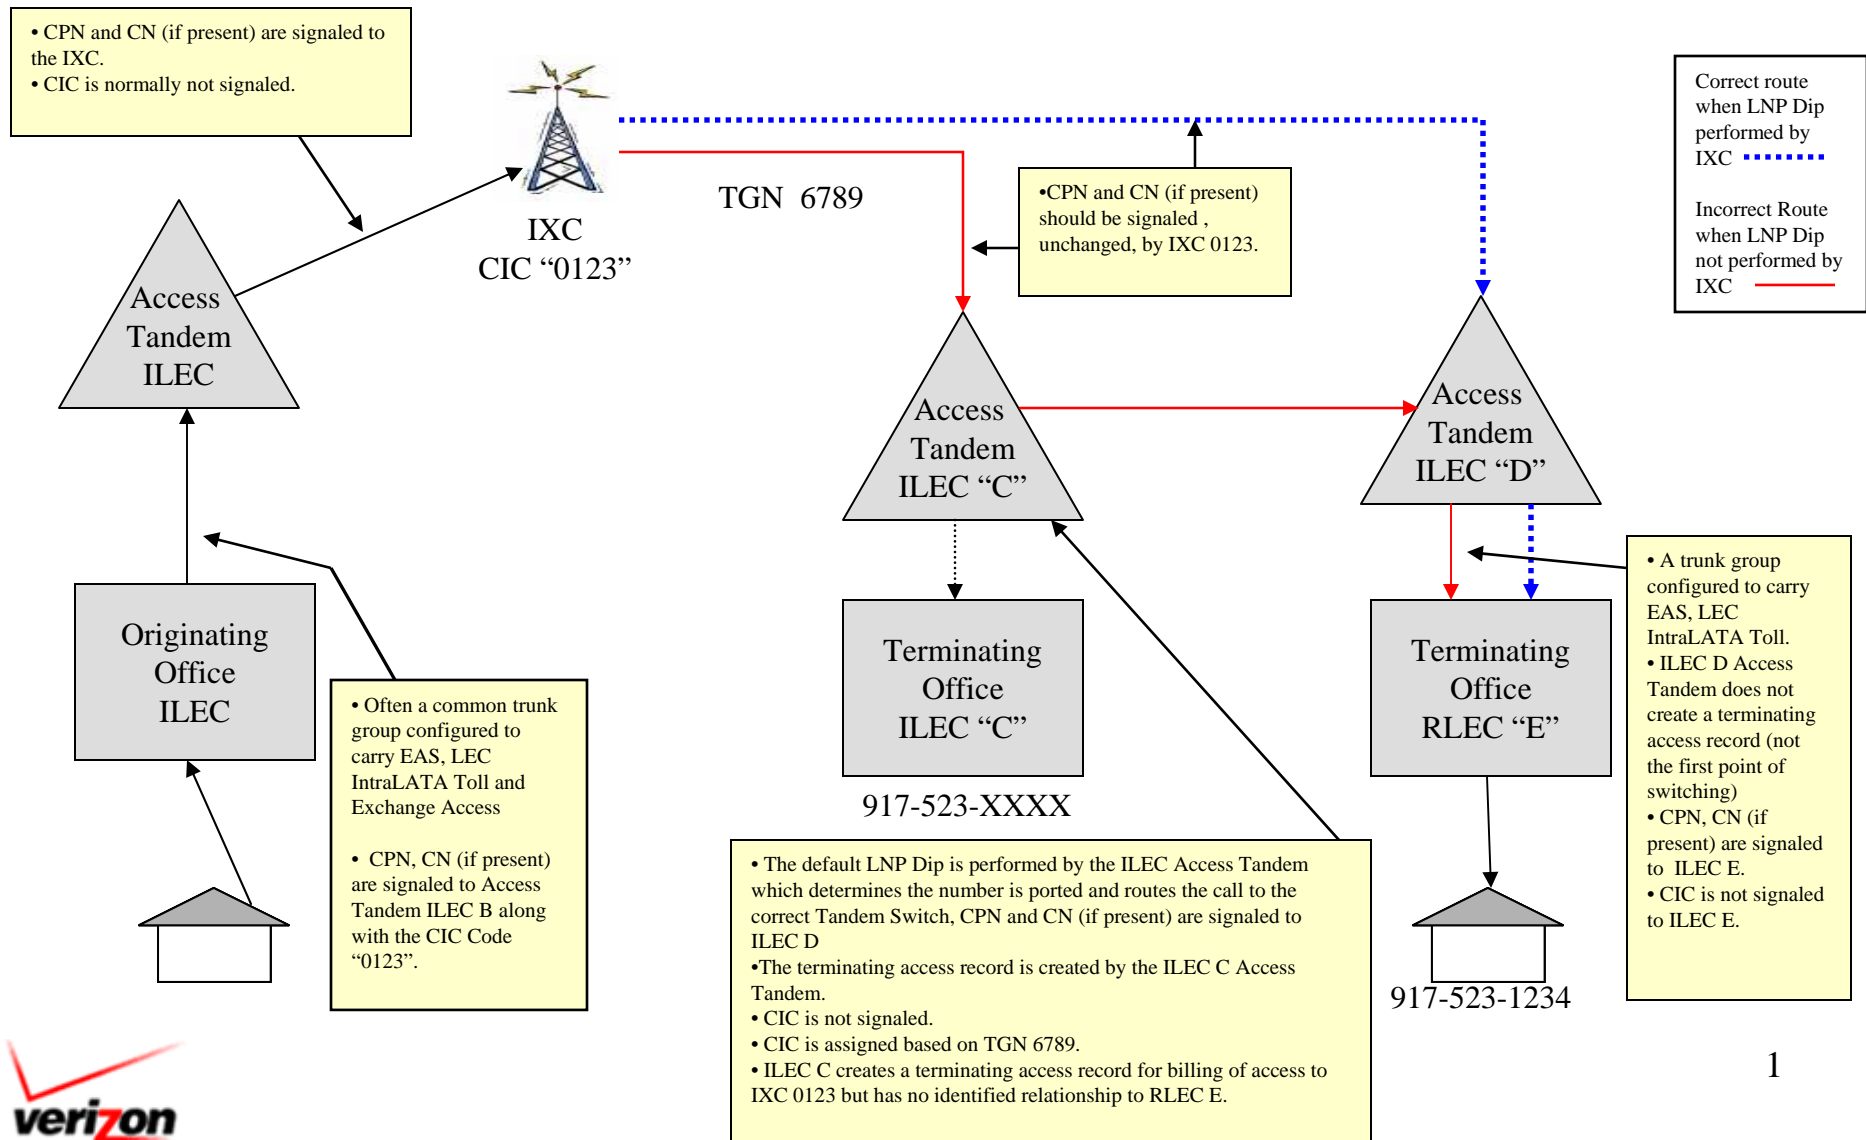 • CPN and CN (if present) are signaled to
the IXC.
• CIC is normally not signaled.
Correct route
when LNP Dip
performed by
IXC
Incorrect Route
when LNP Dip
not performed by
IXC
TGN 6789
•CPN and CN (if present)
should be signaled ,
unchanged, by IXC 0123.
IXC
CIC “0123”
Access
Tandem
ILEC
Access
Tandem
ILEC “C”
Access
Tandem
ILEC “D”
Originating
Office
ILEC
Terminating
Office
ILEC “C”
Terminating
Office
RLEC “E”
• A trunk group
configured to carry
EAS, LEC
IntraLATA Toll.
• ILEC D Access
Tandem does not
create a terminating
access record (not
the first point of
switching)
• CPN, CN (if
present) are signaled
to ILEC E.
• CIC is not signaled
to ILEC E.
• Often a common trunk
group configured to
carry EAS, LEC
IntraLATA Toll and
Exchange Access
• CPN, CN (if present)
are signaled to Access
Tandem ILEC B along
with the CIC Code
“0123”.
917-523-XXXX
• The default LNP Dip is performed by the ILEC Access Tandem
which determines the number is ported and routes the call to the
correct Tandem Switch, CPN and CN (if present) are signaled to
ILEC D
•The terminating access record is created by the ILEC C Access
Tandem.
• CIC is not signaled.
• CIC is assigned based on TGN 6789.
• ILEC C creates a terminating access record for billing of access to
IXC 0123 but has no identified relationship to RLEC E.
917-523-1234
verizon
1